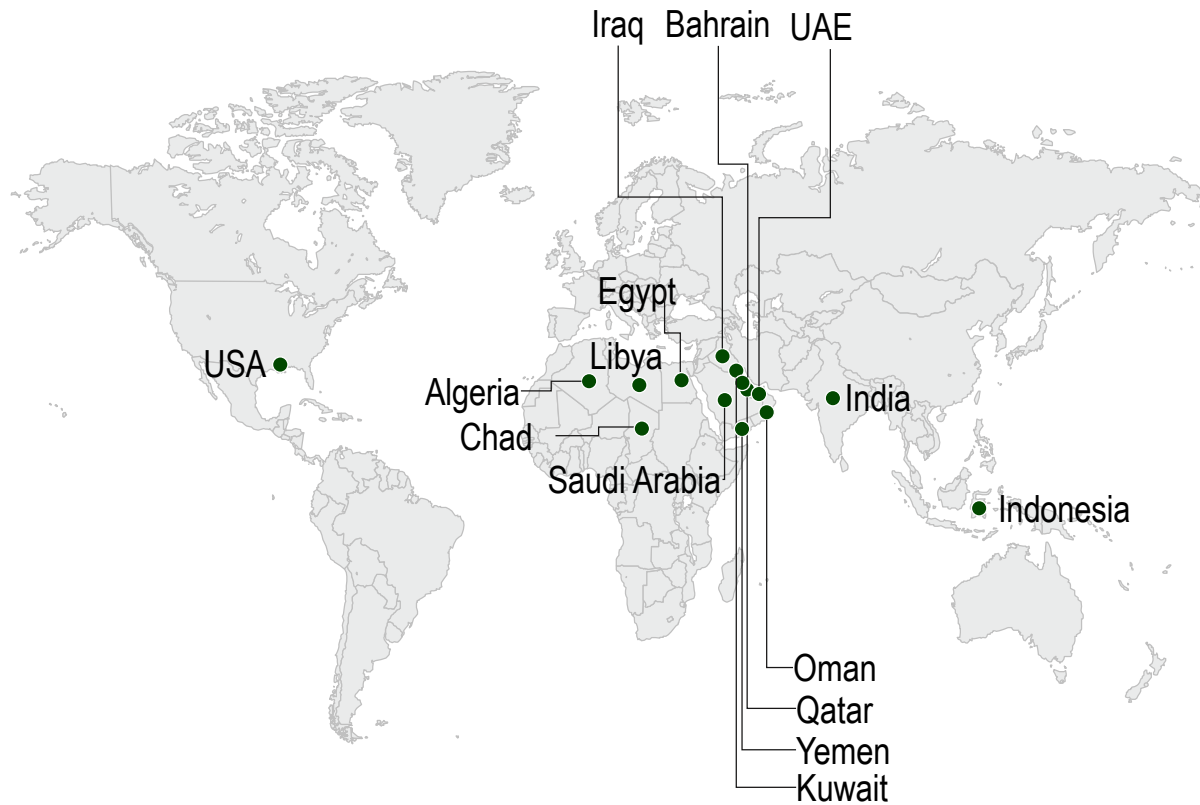 Iraq
Bahrain
UAE
Egypt
USA
Libya
Algeria
Chad
India
Saudi Arabia
Indonesia
Oman
Qatar
Yemen
Kuwait